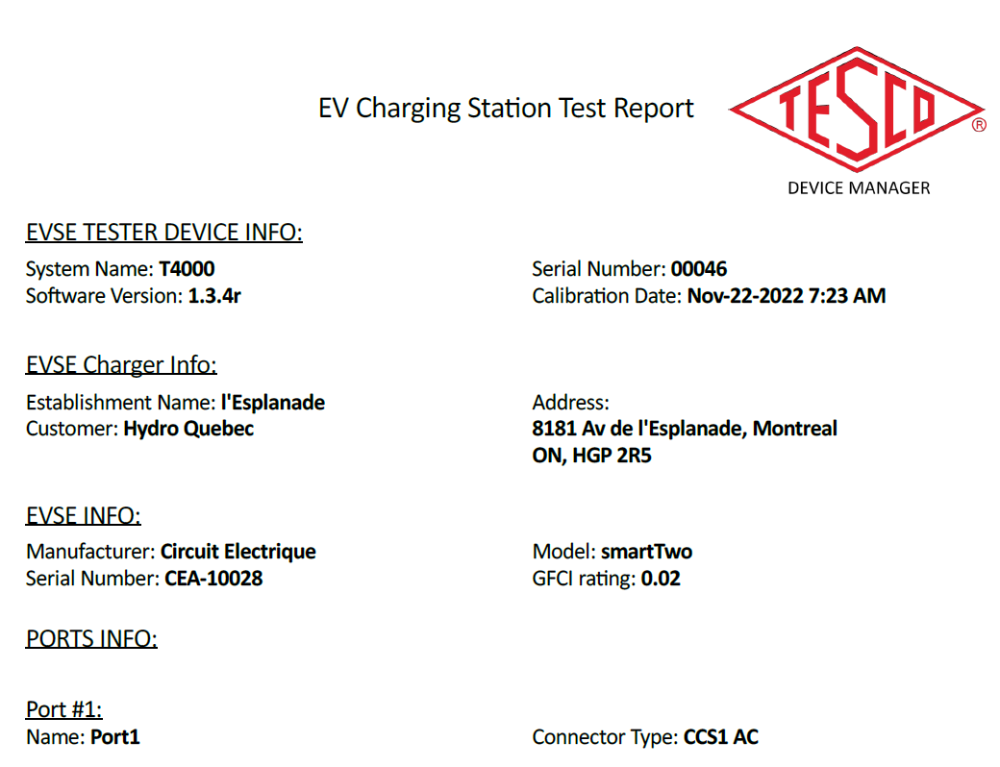 EV Charging Station Test Report
TESCO®
DEVICE MANAGER
EVSE TESTER DEVICE INFO:
System Name: T4000
Serial Number: 00046
Software Version: 1.3.4r
Calibration Date: Nov-22-2022 7:23 AM
EVSE Charger Info:
Establishment Name: l'Esplanade
Address:
Customer: Hydro Quebec
8181 Av de l'Esplanade, Montreal
ON, HGP 2R5
EVSE INFO:
Manufacturer: Circuit Electrique
Model: smartTwo
Serial Number: CEA-10028
GFCI rating: 0.02
PORTS INFO:
Port #1:
Name: Port1
Connector Type: CCS1 AC